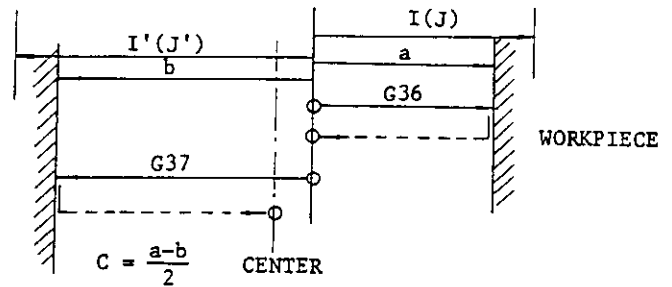 I(J)
I'(J')
a
b
G36
WORKPIECE
G37
C = a-b/2
CENTER